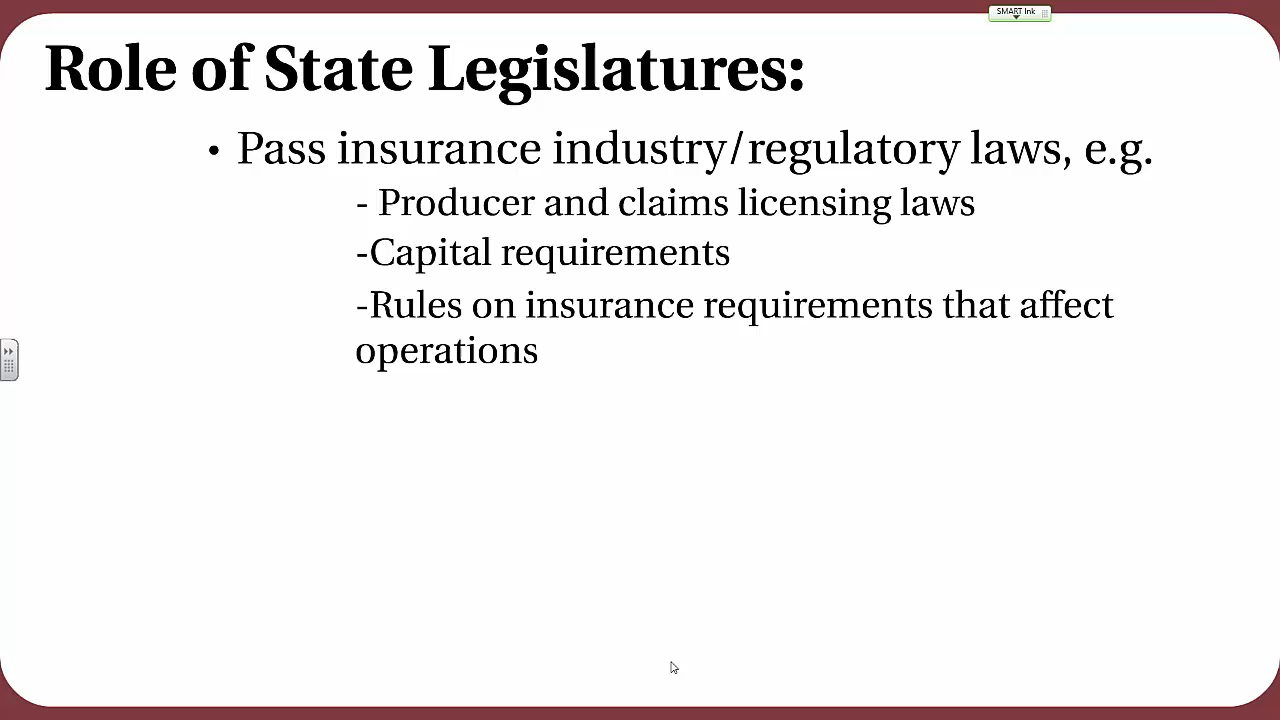 SMART Ink
Role of State Legislatures:
• Pass insurance industry/regulatory laws, e.g.
- Producer and claims licensing laws
-Capital requirements
-Rules on insurance requirements that affect
operations